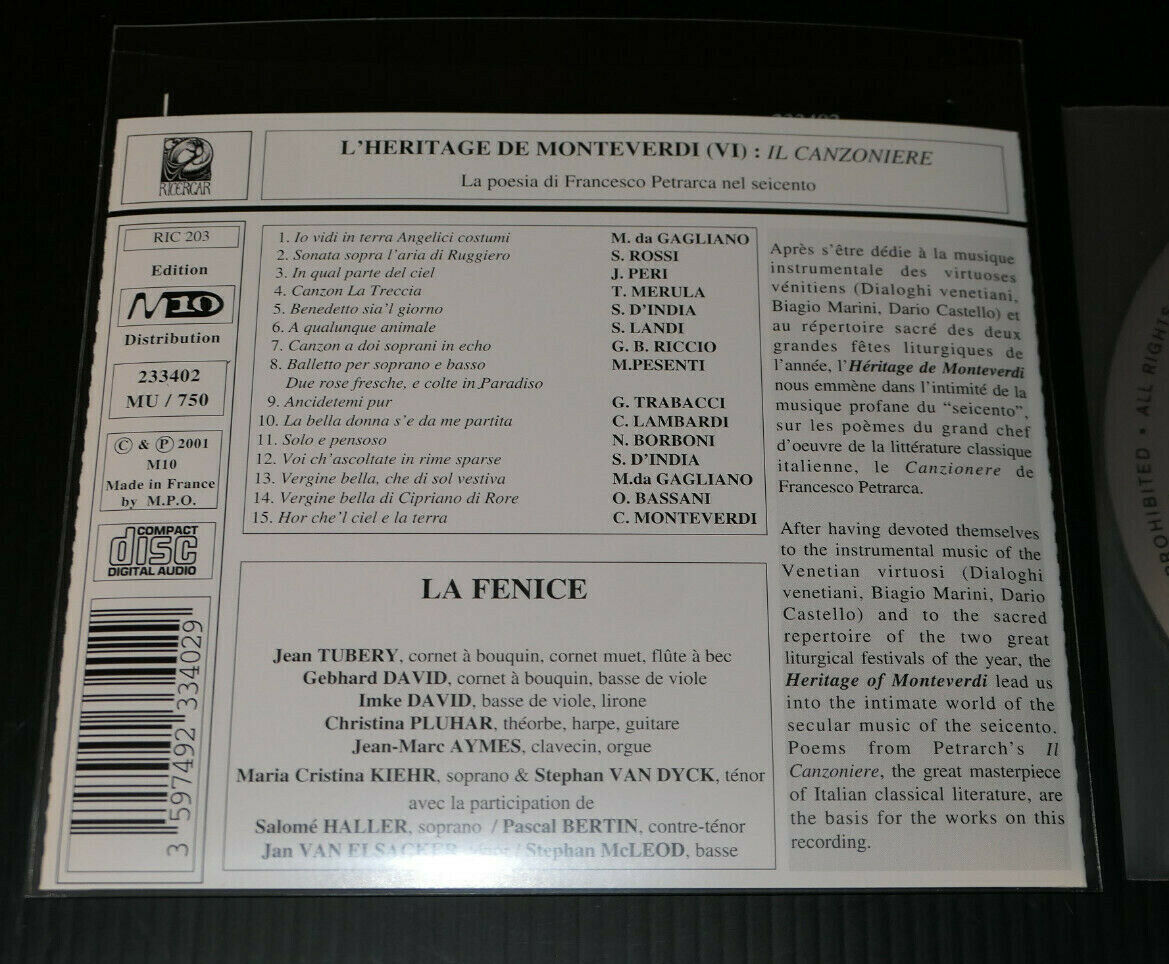 233402
RICERCAR
L'HERITAGE DE MONTEVERDI (VI) : IL CANZONIERE
La poesia di Francesco Petrarca nel seicento
RIC 203
Edition
M10
Distribution
233402
MU / 750
© & ℗ 2001
M10
Made in France
by M.P.O.
COMPACT
disc
DIGITAL AUDIO
3 597492 334029
1. Io vidi in terra Angelici costumi M. da GAGLIANO
2. Sonata sopra l'aria di Ruggiero S. ROSSI
3. In qual parte del ciel J. PERI
4. Canzon La Treccia T. MERULA
5. Benedetto sia'l giorno S. D'INDIA
6. A qualunque animale S. LANDI
7. Canzon a doi soprani in echo G. B. RICCIO
8. Balletto per soprano e basso M.PESENTI
Due rose fresche, e colte in Paradiso
9. Ancidetemi pur G. TRABACCI
10. La bella donna s'e da me partita C. LAMBARDI
11. Solo e pensoso N. BORBONI
12. Voi ch'ascoltate in rime sparse S. D'INDIA
13. Vergine bella, che di sol vestiva M.da GAGLIANO
14. Vergine bella di Cipriano di Rore O. BASSANI
15. Hor che'l ciel e la terra C. MONTEVERDI
LA FENICE
Jean TUBERY, cornet à bouquin, cornet muet, flûte à bec
Gebhard DAVID, cornet à bouquin, basse de viole
Imke DAVID, basse de viole, lirone
Christina PLUHAR, théorbe, harpe, guitare
Jean-Marc AYMES, clavecin, orgue
Maria Cristina KIEHR, soprano & Stephan VAN DYCK, ténor
avec la participation de
Salomé HALLER, soprano / Pascal BERTIN, contre-ténor
Jan VAN ELSACKER, ténor / Stephan McLEOD, basse
Après s'être dédie à la musique
instrumentale des virtuoses
vénitiens (Dialoghi venetiani,
Biagio Marini, Dario Castello) et
au répertoire sacré des deux
grandes fêtes liturgiques de
l'année, l'Héritage de Monteverdi
nous emmène dans l'intimité de la
musique profane du "seicento",
sur les poèmes du grand chef
d'oeuvre de la littérature classique
italienne, le Canzionere de
Francesco Petrarca.
After having devoted themselves
to the instrumental music of the
Venetian virtuosi (Dialoghi
venetiani, Biagio Marini, Dario
Castello) and to the sacred
repertoire of the two great
liturgical festivals of the year, the
Heritage of Monteverdi lead us
into the intimate world of the
secular music of the seicento.
Poems from Petrarch's Il
Canzoniere, the great masterpiece
of Italian classical literature, are
the basis for the works on this
recording.
PROHIBITED • ALL RIGHTS